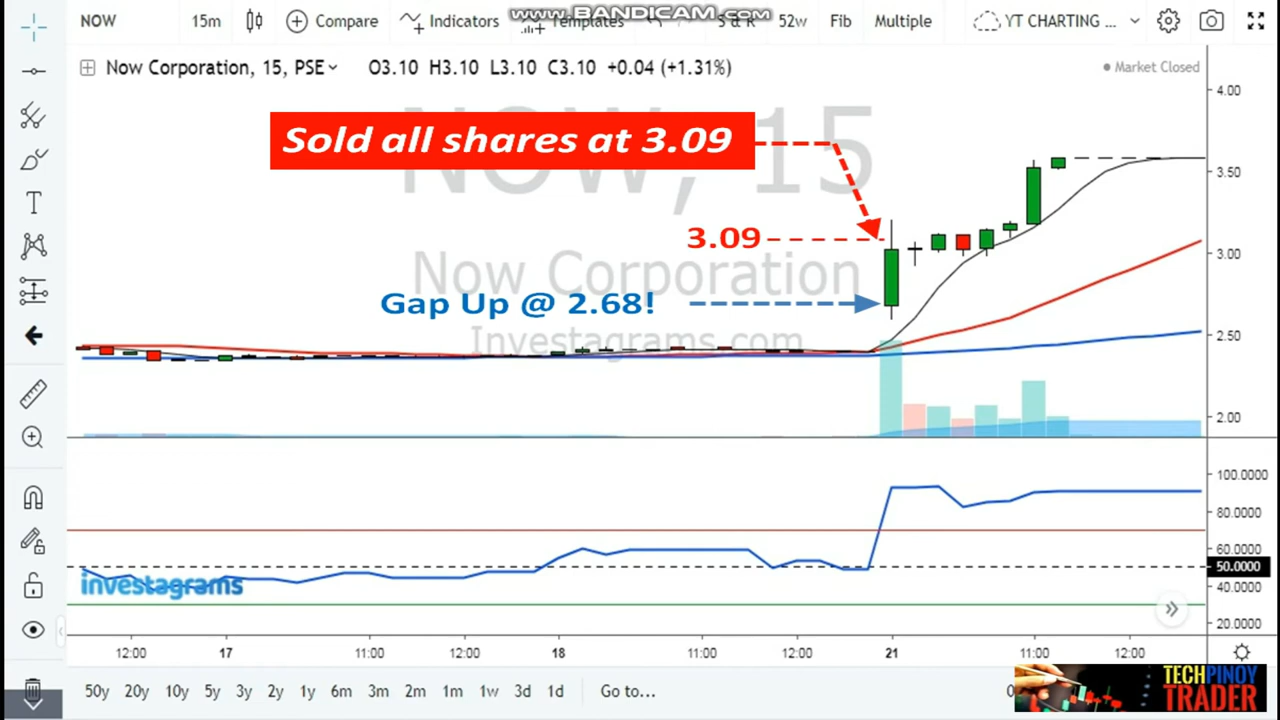 www.BANDICAM.com
NOW 15m Compare Indicators Templates S & R 52w Fib Multiple YT CHARTING ...
Now Corporation, 15, PSE O3.10 H3.10 L3.10 C3.10 +0.04 (+1.31%) Market Closed
NOW, 15
Now Corporation
Investagrams.com
Sold all shares at 3.09
3.09
Gap Up @ 2.68!
4.00
3.50
3.00
2.50
2.00
100.0000
80.0000
60.0000
50.0000
40.0000
20.0000
investagrams
12:00 17 11:00 12:00 18 11:00 12:00 21 11:00 12:00
50y 20y 10y 5y 3y 2y 1y 6m 3m 2m 1m 1w 3d 1d Go to...
TECHPINOY
TRADER